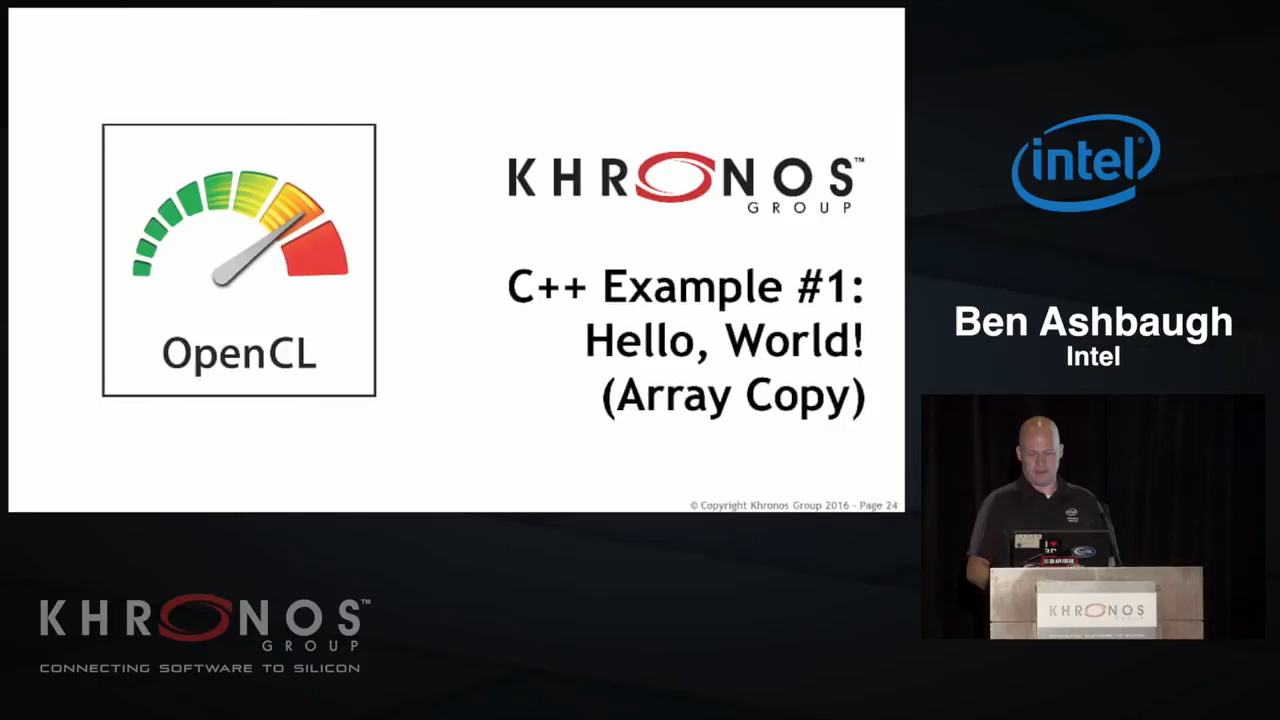 OpenCL
KHRONOS™
GROUP
C++ Example #1:
Hello, World!
(Array Copy)
© Copyright Khronos Group 2016 - Page 24
intel®
Ben Ashbaugh
Intel
KHRONOS
KHRONOS™
GROUP
CONNECTING SOFTWARE TO SILICON